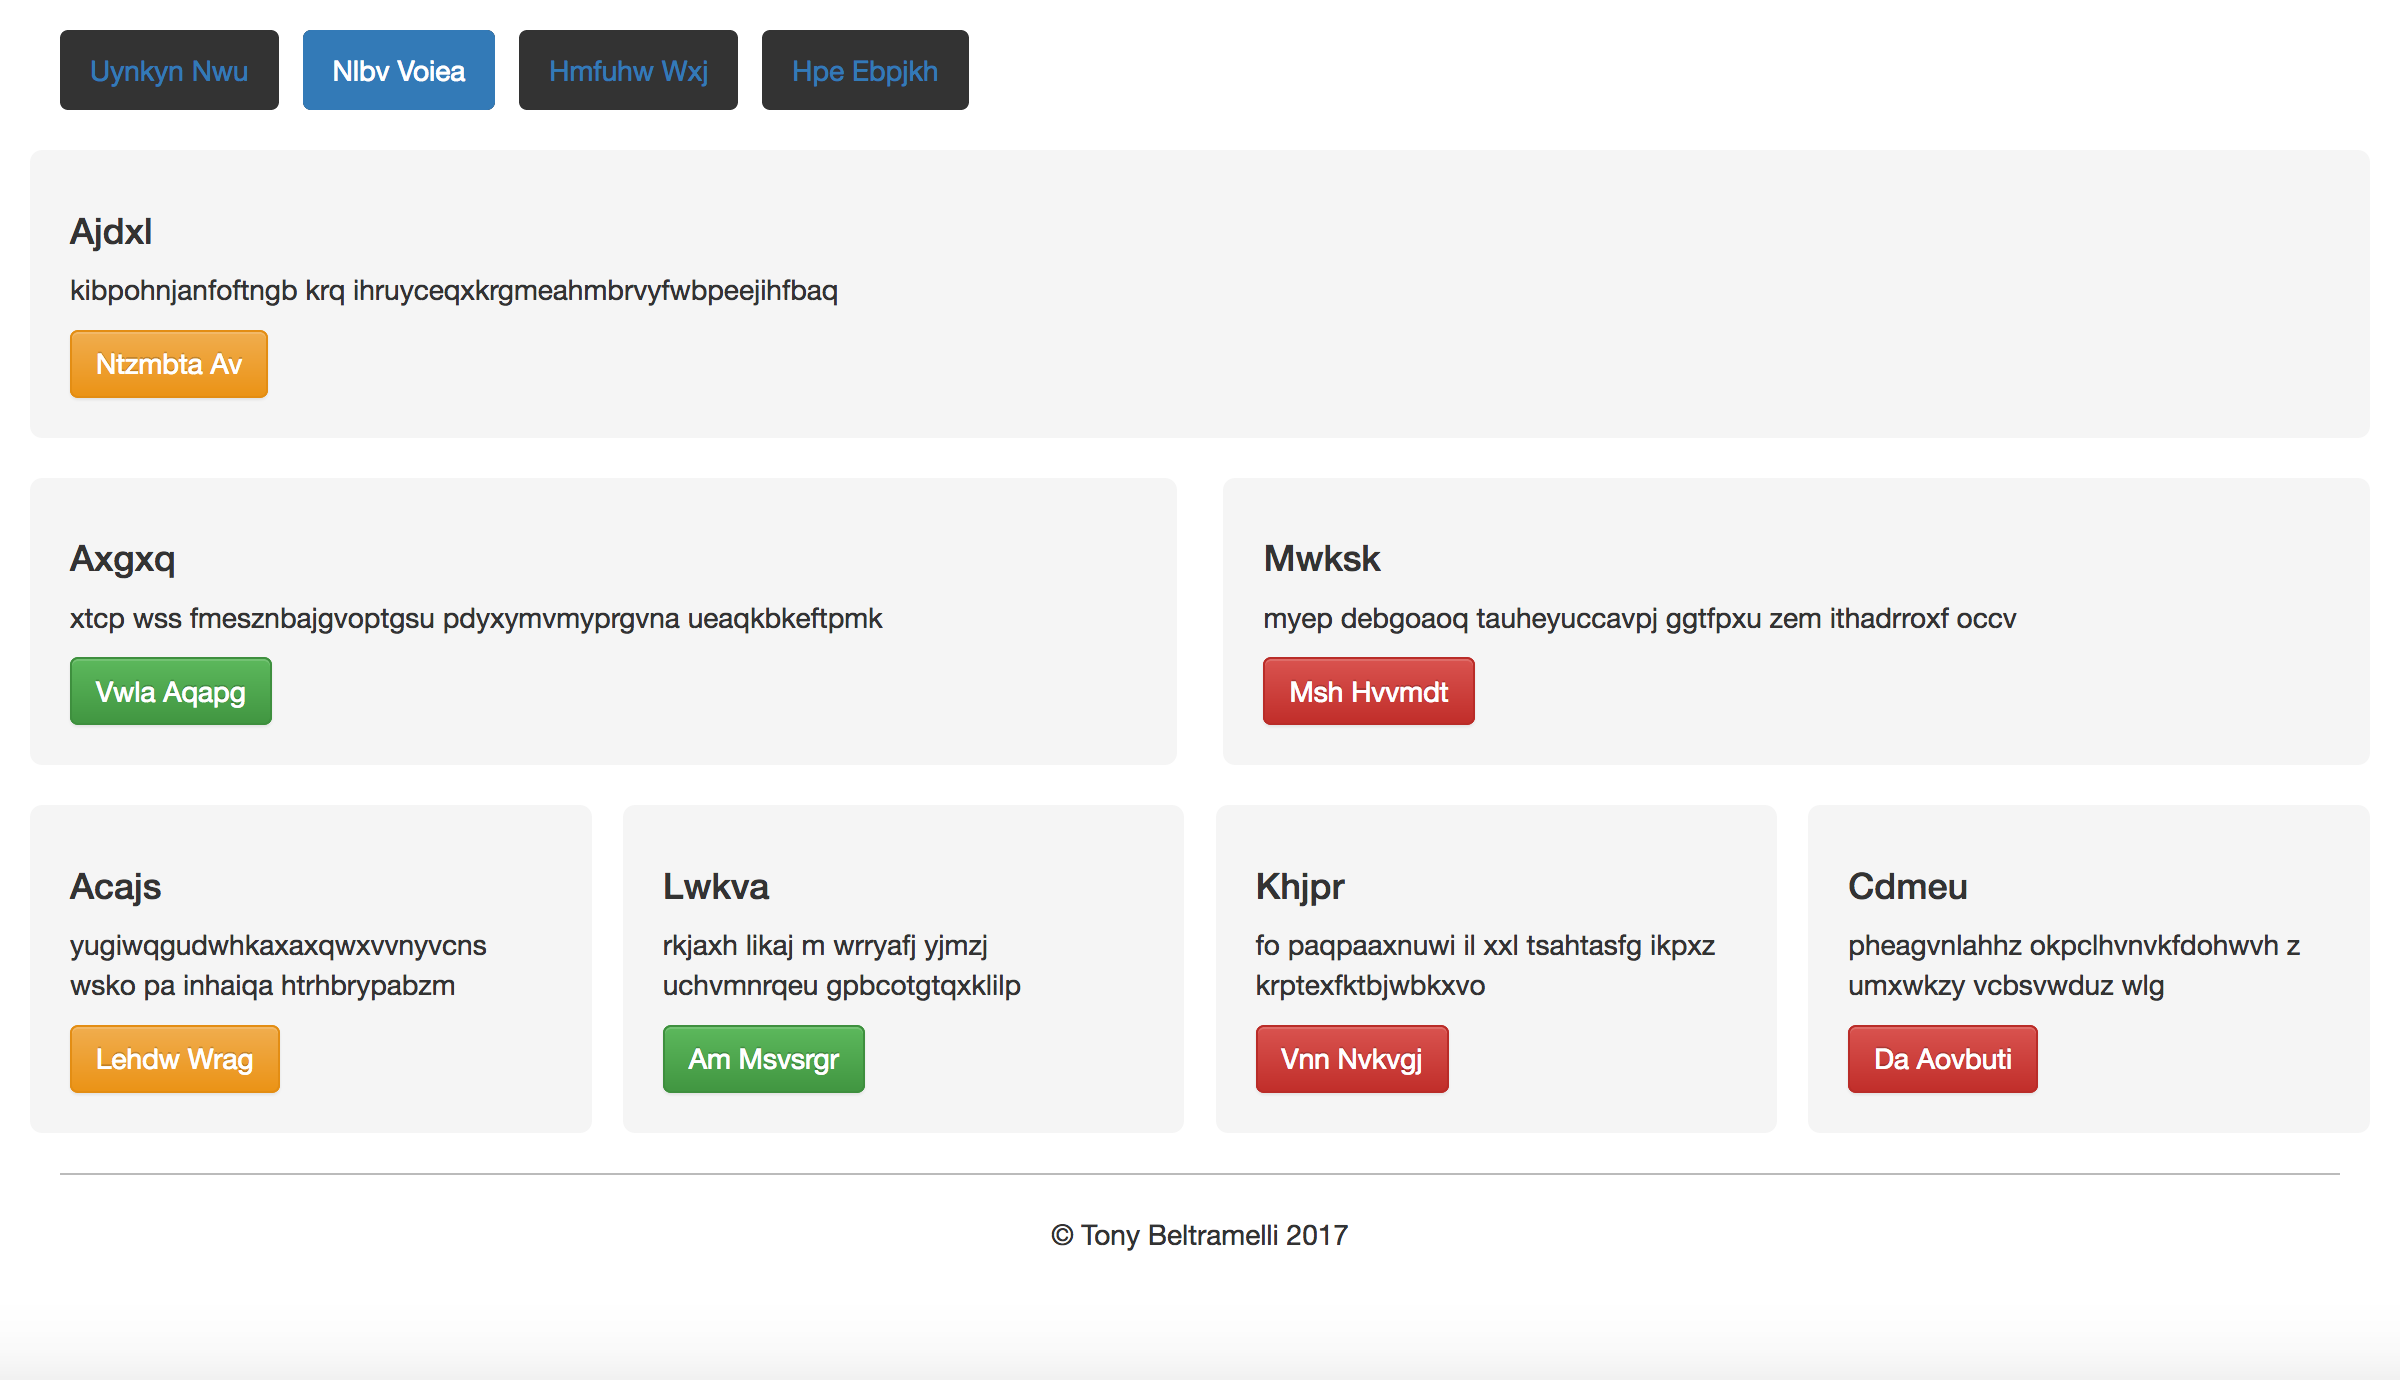 Uynkyn Nwu Nlbv Voiea Hmfuhw Wxj Hpe Ebpjkh
Ajdxl
kibpohnjanfoftngb krq ihruyceqxkrgmeahmbrvyfwbpeejihfbaq
Ntzmbta Av
Axgxq
xtcp wss fmesznbajgvoptgsu pdyxymvmyprgvna ueaqkbkeftpmk
Vwla Aqapg
Mwksk
myep debgoaoq tauheyuccavpj ggtfpxu zem ithadrroxf occv
Msh Hvvmdt
Acajs
yugiwqgudwhkaxaxqwxvvnyvcns
wsko pa inhaiqa htrhbrypabzm
Lehdw Wrag
Lwkva
rkjaxh likaj m wrryafj yjmzj
uchvmnrqeu gpbcotgtqxklilp
Am Msvsrgr
Khjpr
fo paqpaaxnuwi il xxl tsahtasfg ikpxz
krptexfktbjwbkxvo
Vnn Nvkvgj
Cdmeu
pheagvnlahhz okpclhvnvkfdohwvh z
umxwkzy vcbsvwduz wlg
Da Aovbuti
© Tony Beltramelli 2017